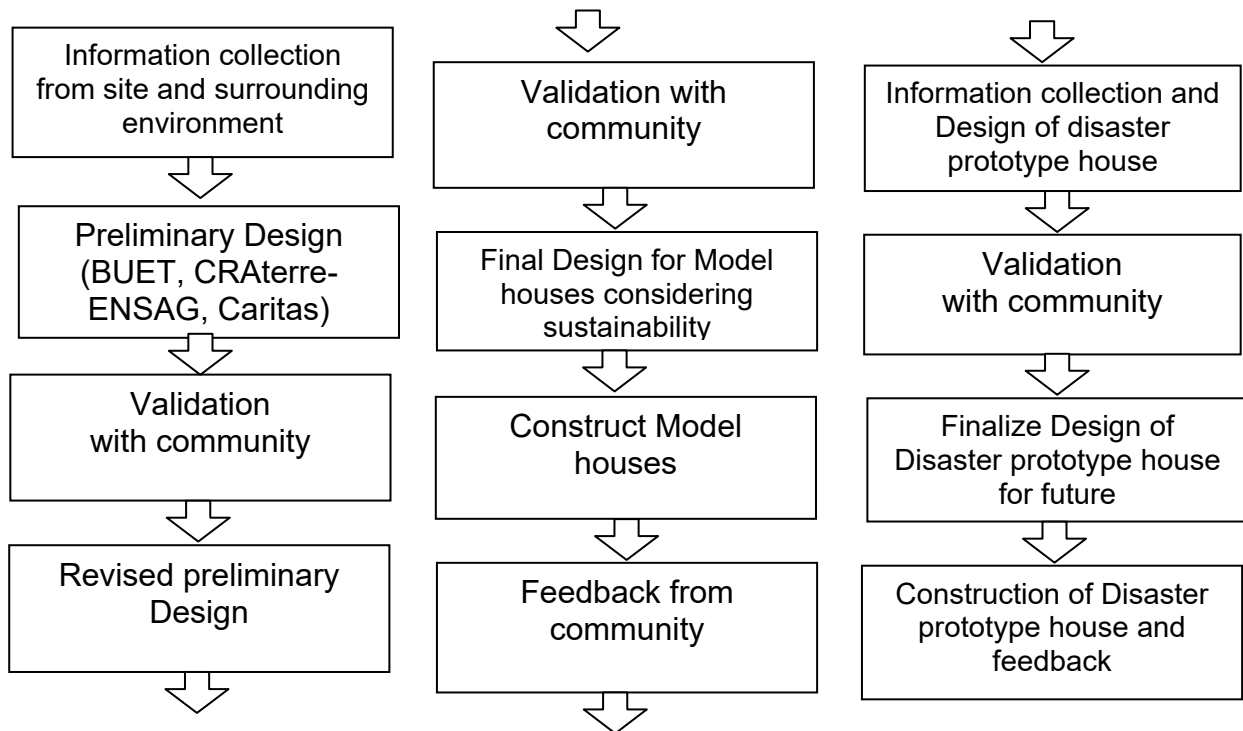 Information collection
from site and surrounding
environment
Preliminary Design
(BUET, CRAterre-
ENSAG, Caritas)
Validation
with community
Revised preliminary
Design
Validation with
community
Final Design for Model
houses considering
sustainability
Construct Model
houses
Feedback from
community
Information collection and
Design of disaster
prototype house
Validation
with community
Finalize Design of
Disaster prototype house
for future
Construction of Disaster
prototype house and
feedback